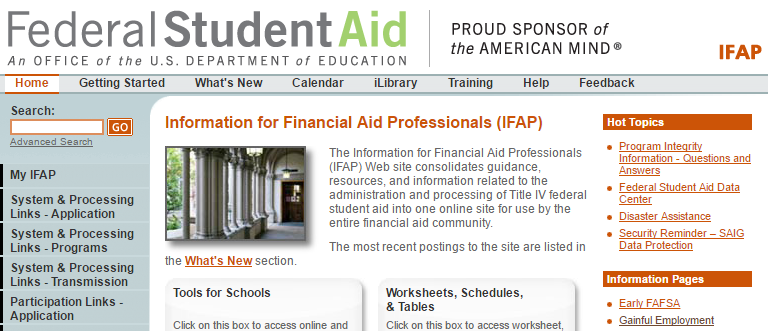 Federal Student Aid
An OFFICE of the U.S. DEPARTMENT of EDUCATION
PROUD SPONSOR of
the AMERICAN MIND®
IFAP
Home Getting Started What's New Calendar iLibrary Training Help Feedback
Search:
GO
Advanced Search
My IFAP
System & Processing
Links - Application
System & Processing
Links - Programs
System & Processing
Links - Transmission
Participation Links -
Application
Information for Financial Aid Professionals (IFAP)
The Information for Financial Aid Professionals
(IFAP) Web site consolidates guidance,
resources, and information related to the
administration and processing of Title IV federal
student aid into one online site for use by the
entire financial aid community.
The most recent postings to the site are listed in
the What's New section.
Tools for Schools
Click on this box to access online and
Worksheets, Schedules,
& Tables
Click on this box to access worksheet,
Hot Topics
Program Integrity
Information - Questions and
Answers
Federal Student Aid Data
Center
Disaster Assistance
Security Reminder – SAIG
Data Protection
Information Pages
Early FAFSA
Gainful Employment